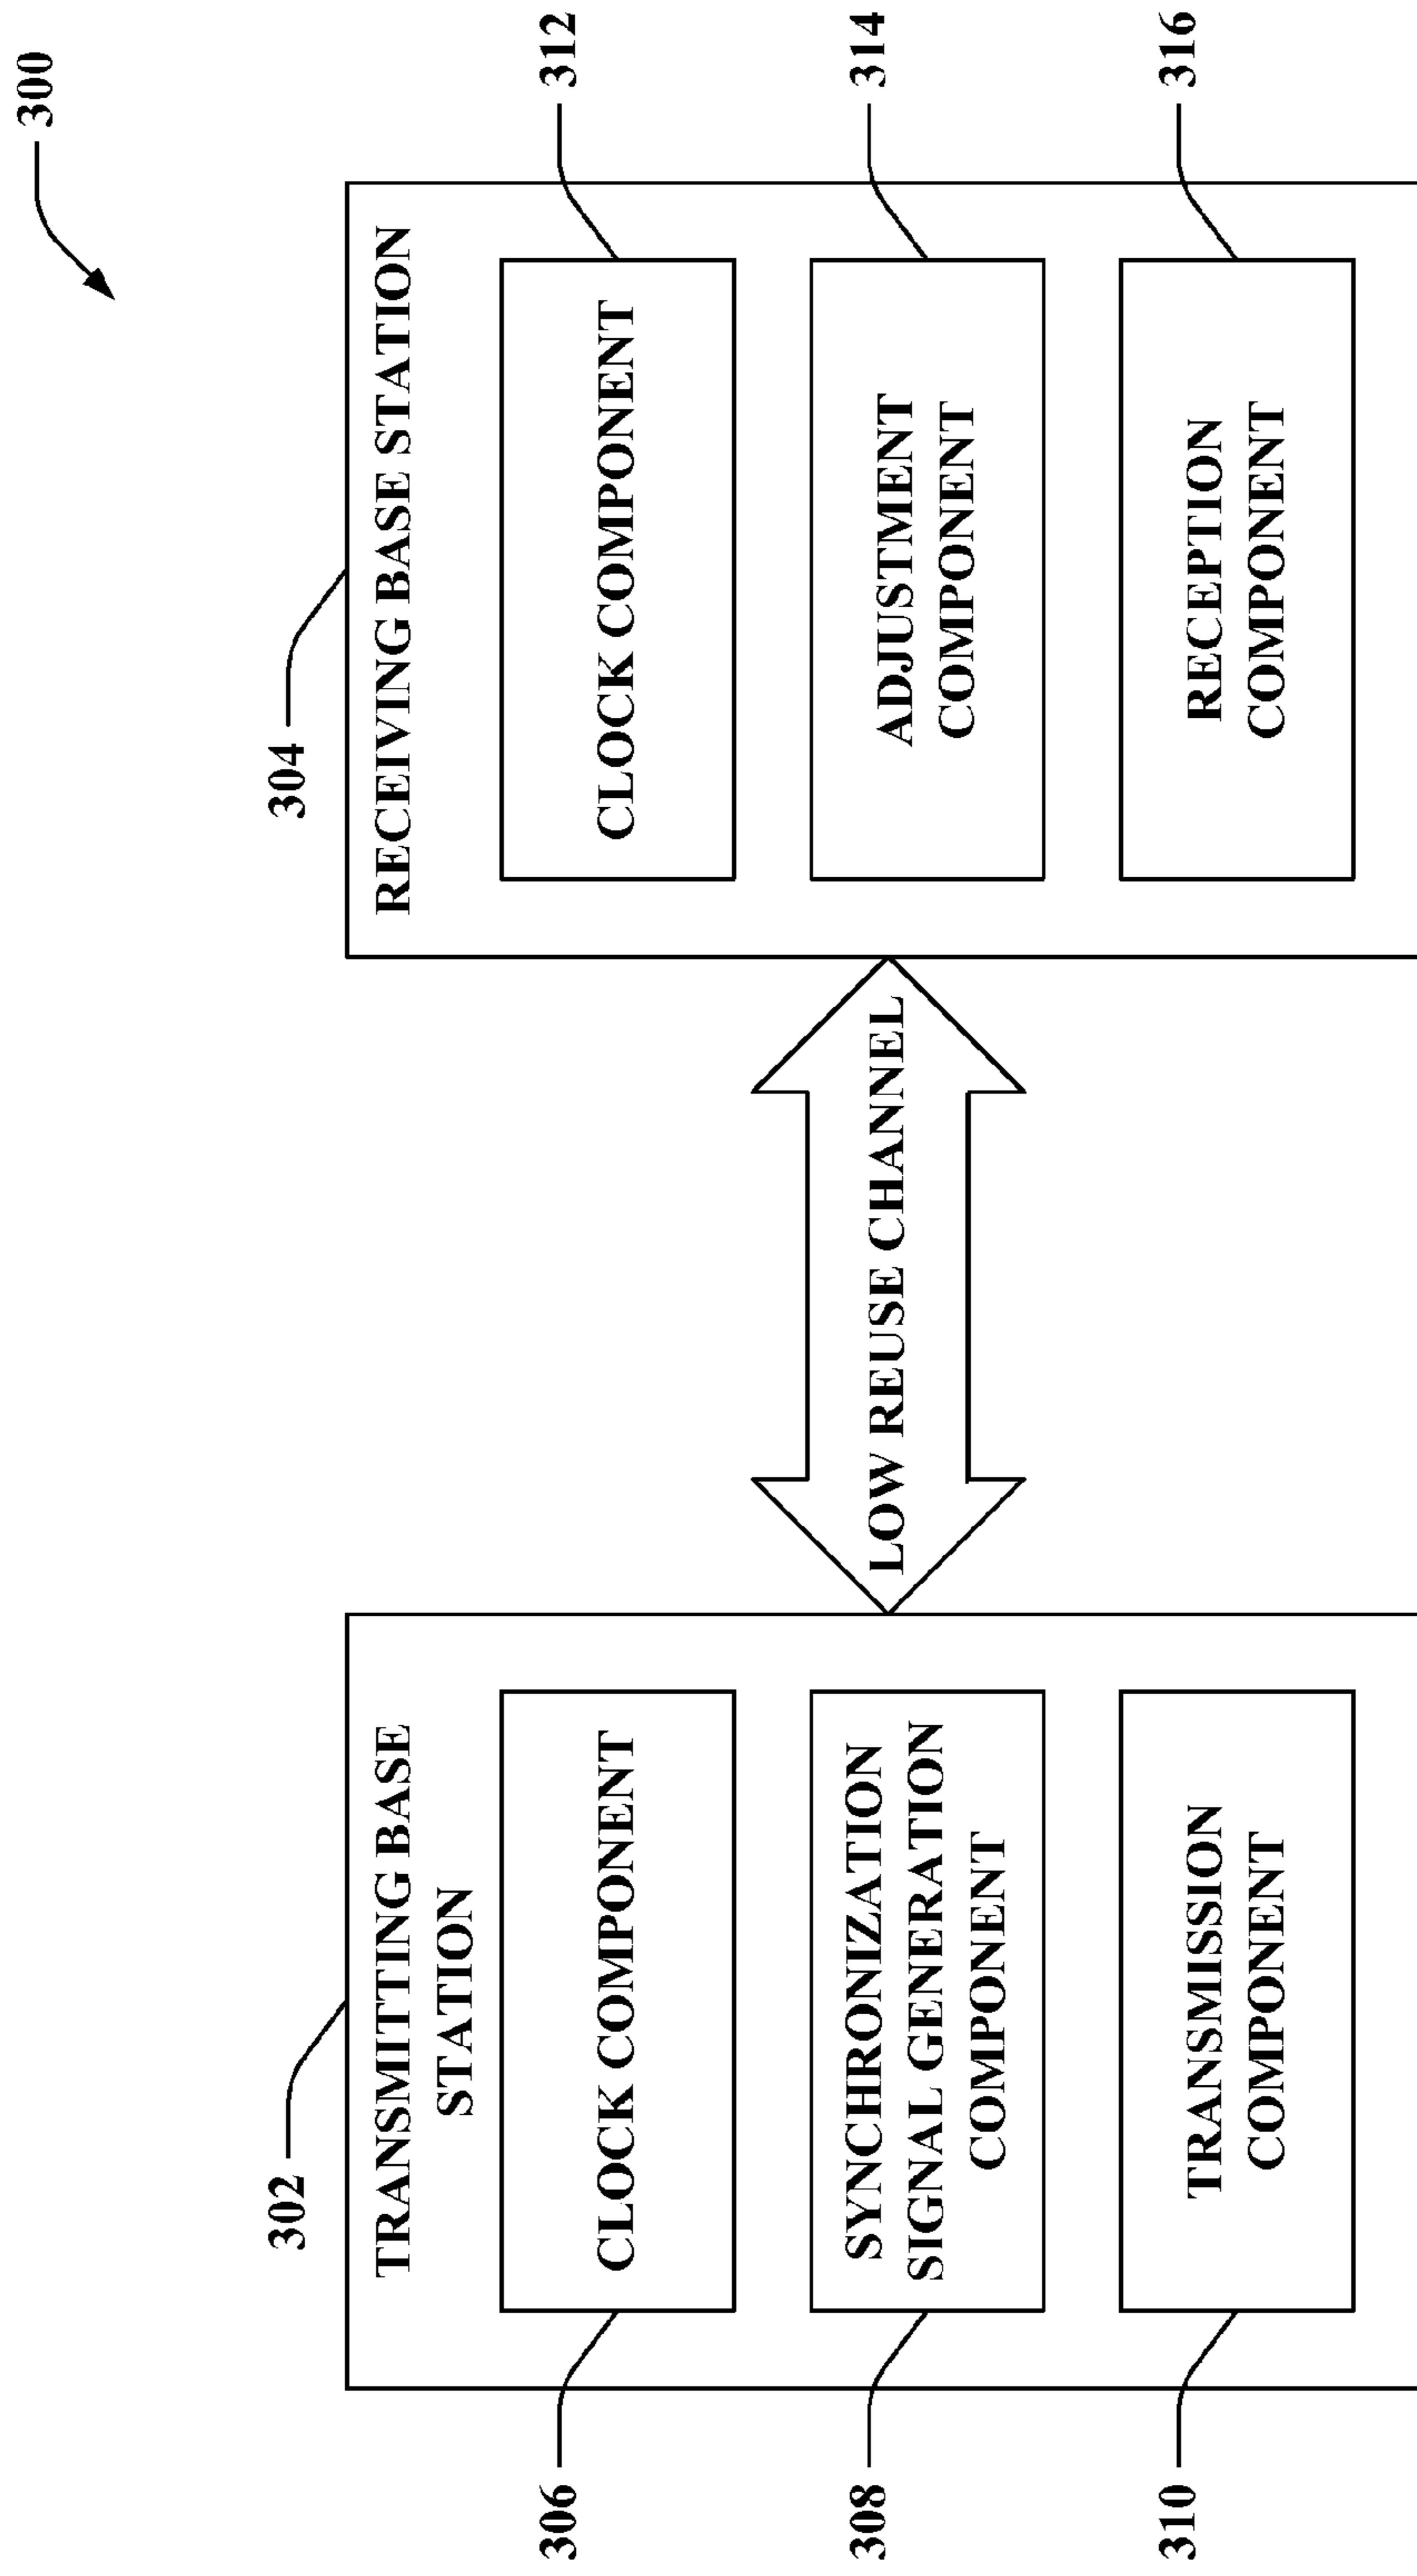 300
302
TRANSMITTING BASE
STATION
306
CLOCK COMPONENT
308
SYNCHRONIZATION
SIGNAL GENERATION
COMPONENT
310
TRANSMISSION
COMPONENT
LOW REUSE CHANNEL
304
RECEIVING BASE STATION
312
CLOCK COMPONENT
314
ADJUSTMENT
COMPONENT
316
RECEPTION
COMPONENT